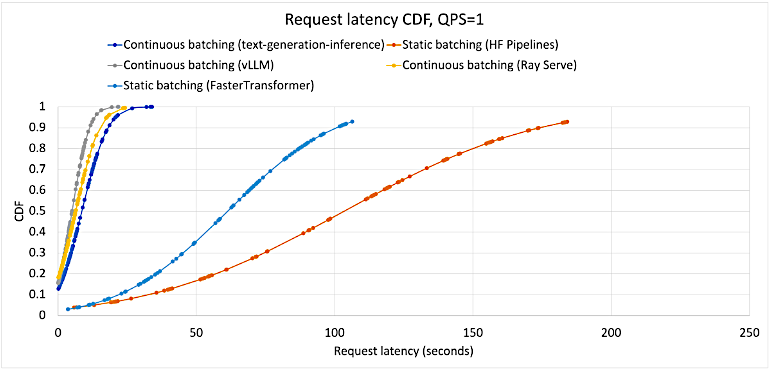 Request latency CDF, QPS=1
Continuous batching (text-generation-inference) Static batching (HF Pipelines)
Continuous batching (vLLM) Continuous batching (Ray Serve)
Static batching (FasterTransformer)
1
0.9
0.8
0.7
0.6
0.5
0.4
0.3
0.2
0.1
0
CDF
0 50 100 150 200 250
Request latency (seconds)